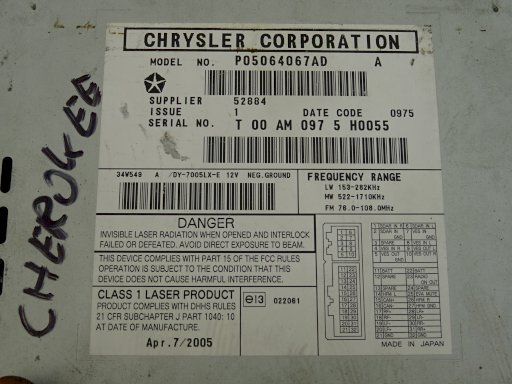 CHRYSLER CORPORATION
MODEL NO. P05064067AD A
SUPPLIER 52884
ISSUE 1 DATE CODE 0975
SERIAL NO. T 00 AM 097 5 H0055
34W549 A /DY-7005LX-E 12V NEG.GROUND
FREQUENCY RANGE
LW 153-282KHz
MW 522-1710KHz
FM 76.0-108.0MHz
DANGER
INVISIBLE LASER RADIATION WHEN OPENED AND INTERLOCK
FAILED OR DEFEATED. AVOID DIRECT EXPOSURE TO BEAM.
THIS DEVICE COMPLIES WITH PART 15 OF THE FCC RULES
OPERATION IS SUBJECT TO THE CONDITION THAT THIS
DEVICE DOES NOT CAUSE HARMFUL INTERFERENCE.
CLASS 1 LASER PRODUCT
PRODUCT COMPLIES WITH DHHS RULES
21 CFR SUBCHAPTER J PART 1040: 10
AT DATE OF MANUFACTURE.
Apr.7/2005
e13 022061
MADE IN JAPAN
CHEROKEE